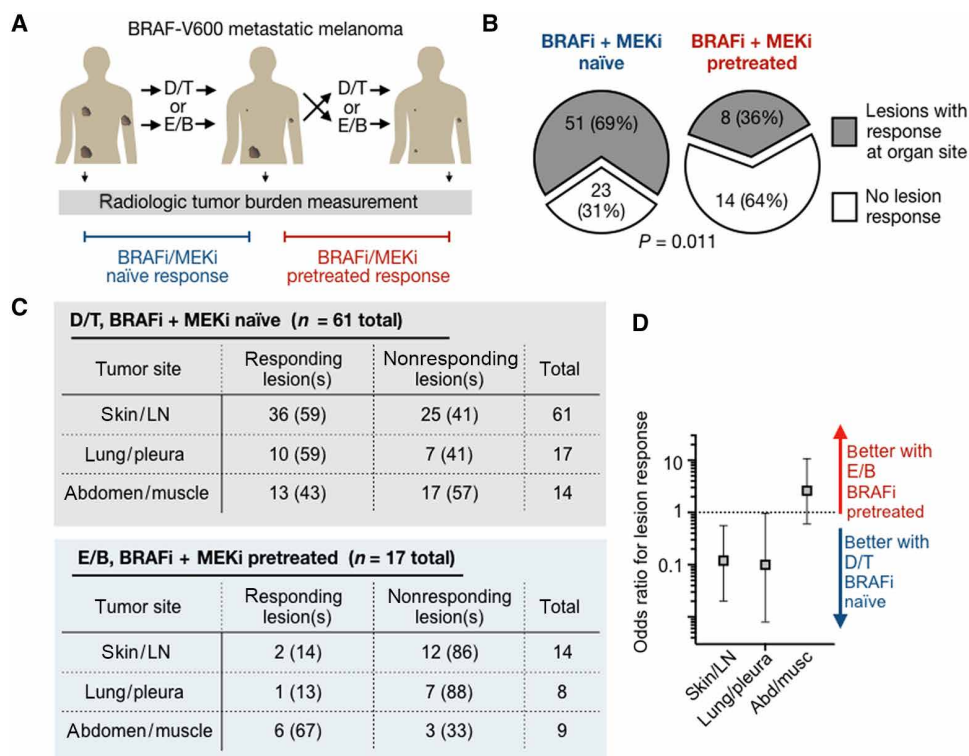 A
BRAF-V600 metastatic melanoma
D/T
or
E/B
D/T
or
E/B
Radiologic tumor burden measurement
BRAFi/MEKi
naïve response
BRAFi/MEKi
pretreated response
B
BRAFi + MEKi
naïve
BRAFi + MEKi
pretreated
51 (69%)
23
(31%)
8 (36%)
14 (64%)
P = 0.011
Lesions with
response
at organ site
No lesion
response
C
D/T, BRAFi + MEKi naïve (n = 61 total)
Tumor site Responding lesion(s) Nonresponding lesion(s) Total
Skin/LN 36 (59) 25 (41) 61
Lung/pleura 10 (59) 7 (41) 17
Abdomen/muscle 13 (43) 17 (57) 14
E/B, BRAFi + MEKi pretreated (n = 17 total)
Tumor site Responding lesion(s) Nonresponding lesion(s) Total
Skin/LN 2 (14) 12 (86) 14
Lung/pleura 1 (13) 7 (88) 8
Abdomen/muscle 6 (67) 3 (33) 9
D
Odds ratio for lesion response
10
1
0.1
Skin/LN
Lung/pleura
Abd/musc
Better with
E/B
BRAFi
pretreated
Better with
D/T
BRAFi
naïve